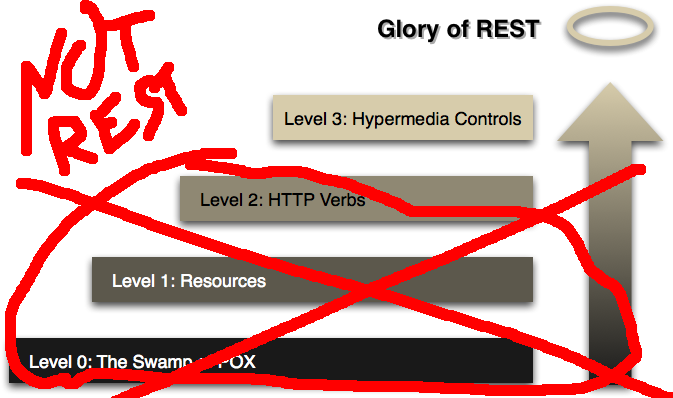 Glory of REST
NOT
REST
Level 3: Hypermedia Controls
Level 2: HTTP Verbs
Level 1: Resources
Level 0: The Swamp of POX